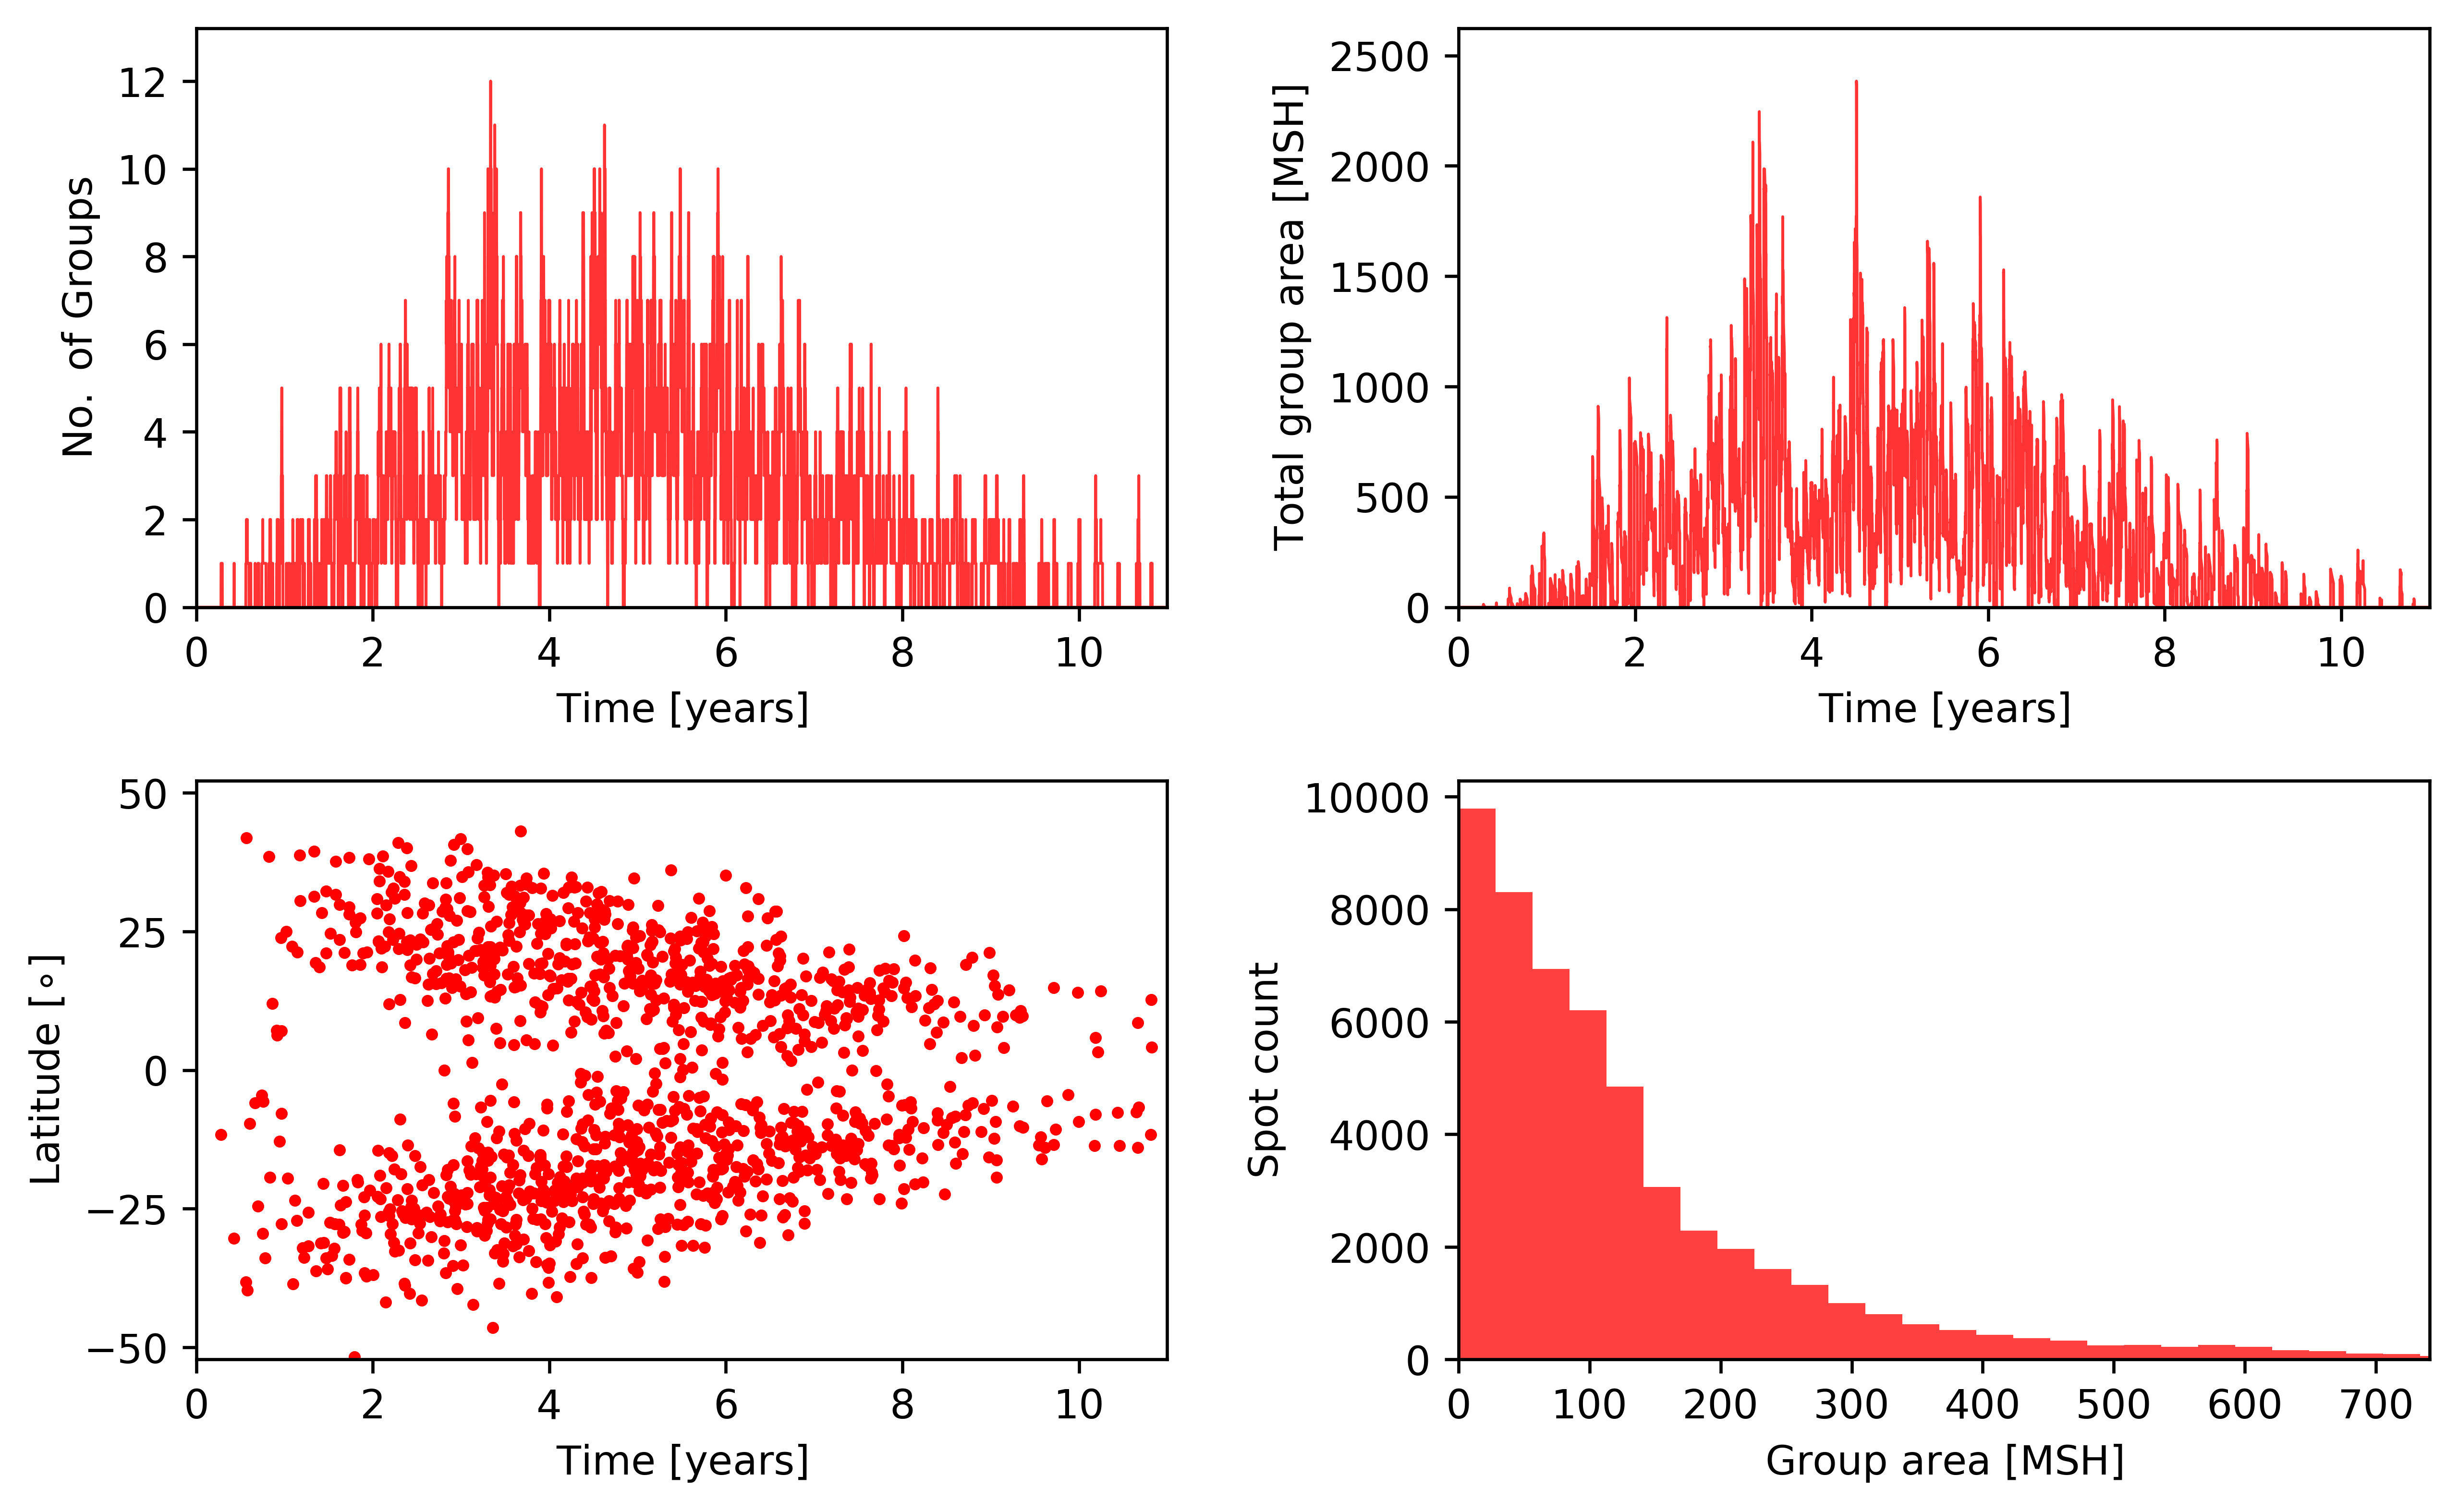 12
10
8
6
4
2
0
No. of Groups
0 2 4 6 8 10
Time [years]
2500
2000
1500
1000
500
0
Total group area [MSH]
0 2 4 6 8 10
Time [years]
50
25
0
−25
−50
Latitude [∘]
0 2 4 6 8 10
Time [years]
10000
8000
6000
4000
2000
0
Spot count
0 100 200 300 400 500 600 700
Group area [MSH]